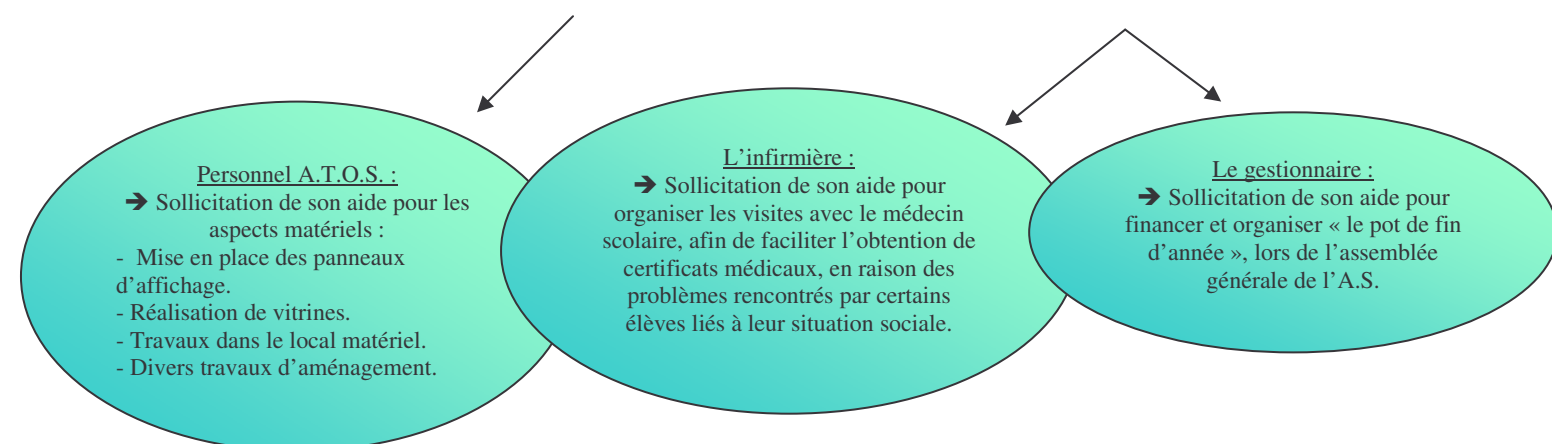 Personnel A.T.O.S. :
➔ Sollicitation de son aide pour les
aspects matériels :
- Mise en place des panneaux
d’affichage.
- Réalisation de vitrines.
- Travaux dans le local matériel.
- Divers travaux d’aménagement.
L’infirmière :
➔ Sollicitation de son aide pour
organiser les visites avec le médecin
scolaire, afin de faciliter l’obtention de
certificats médicaux, en raison des
problèmes rencontrés par certains
élèves liés à leur situation sociale.
Le gestionnaire :
➔ Sollicitation de son aide pour
financer et organiser « le pot de fin
d’année », lors de l’assemblée
générale de l’A.S.